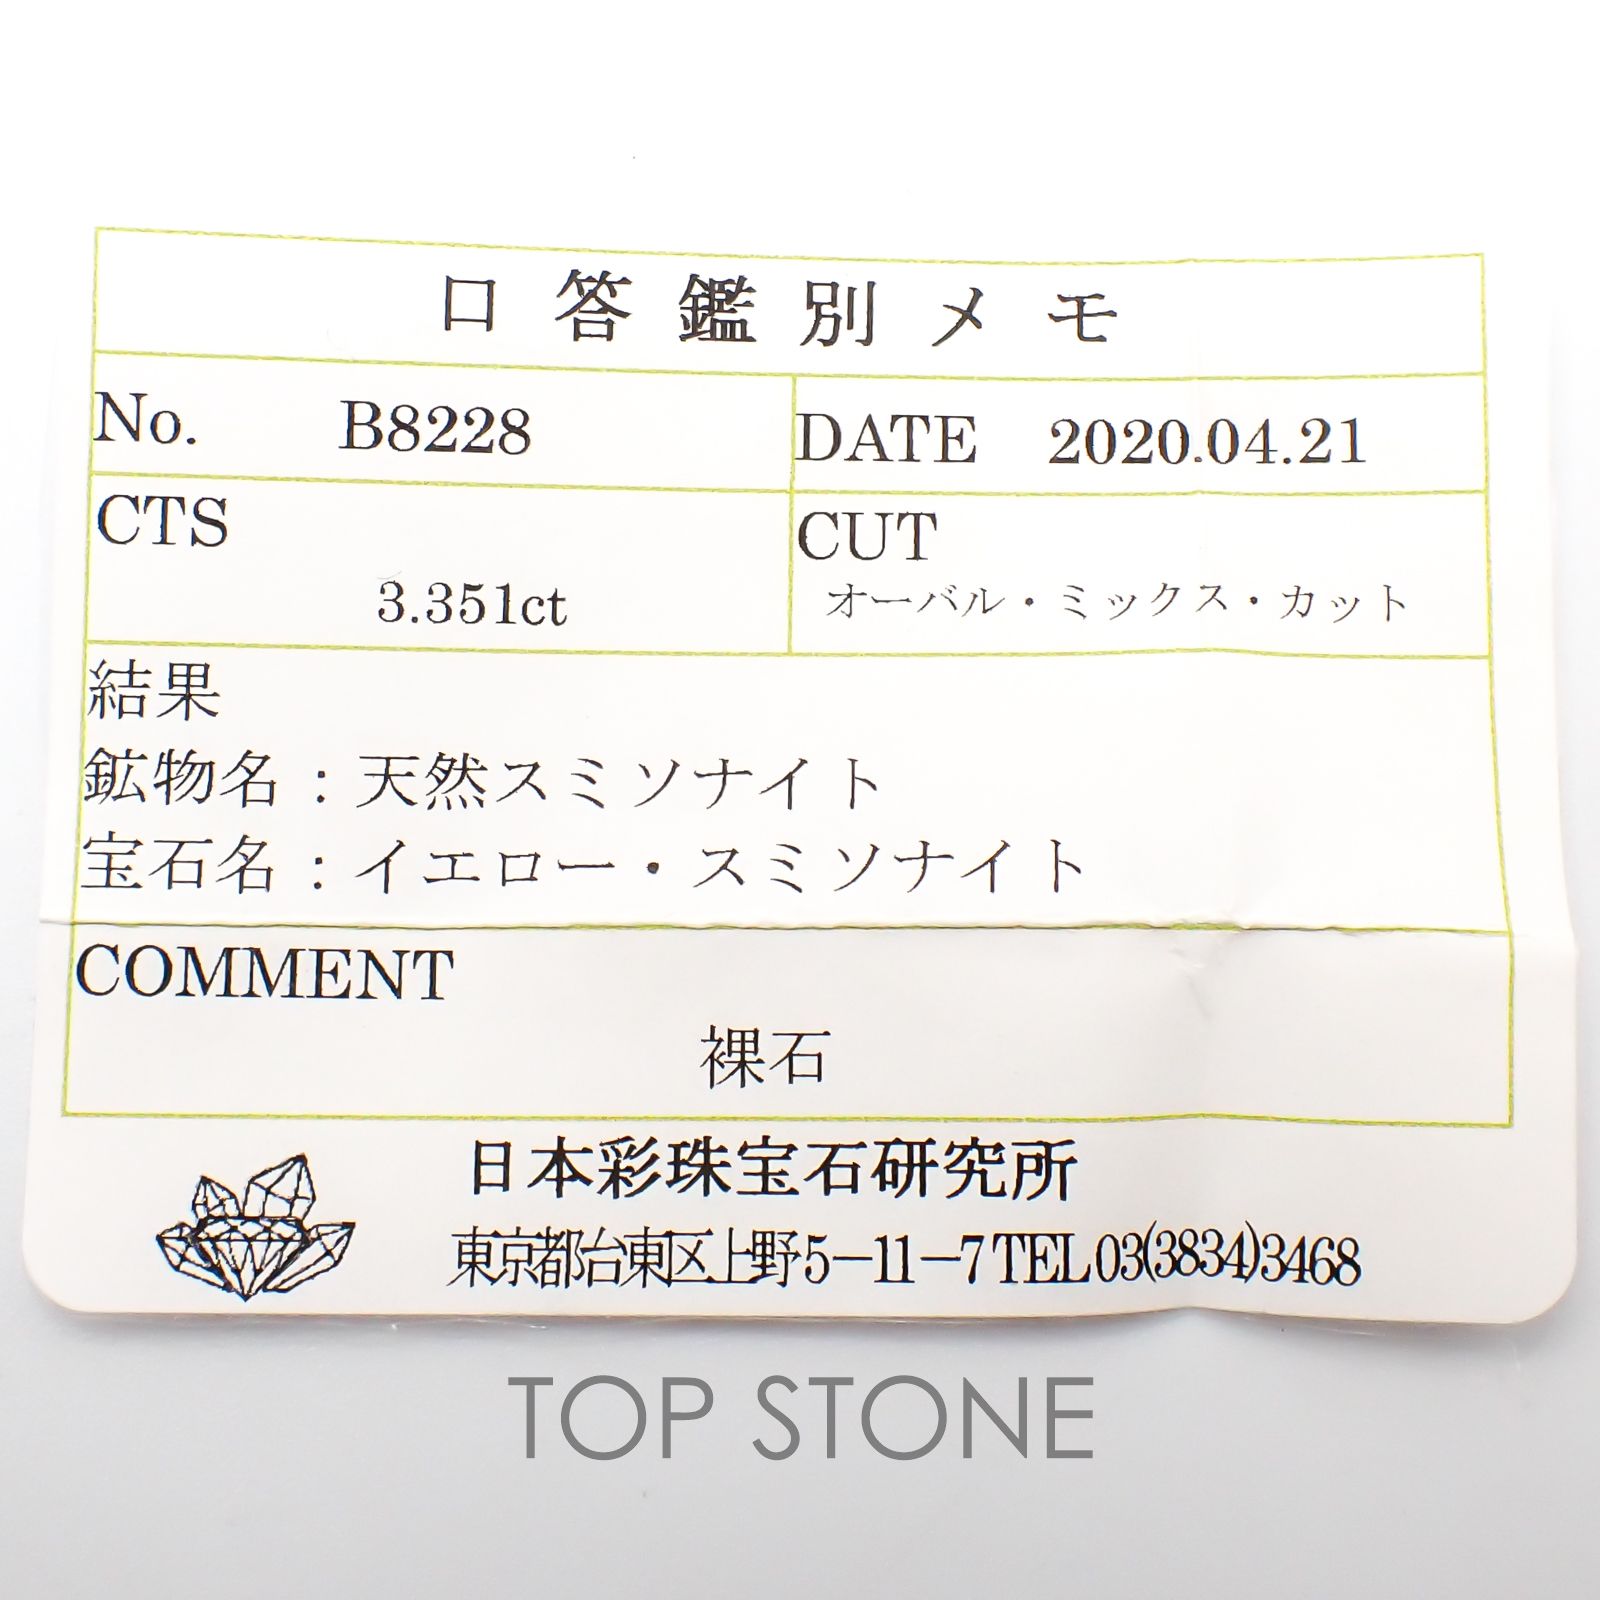 口答鑑別メモ
No. B8228 DATE 2020.04.21
CTS CUT
3.351ct オーバル・ミックス・カット
結果
鉱物名：天然スミソナイト
宝石名：イエロー・スミソナイト
COMMENT
裸石
日本彩珠宝石研究所
東京都台東区上野5−11−7 TEL 03(3834)3468
TOP STONE